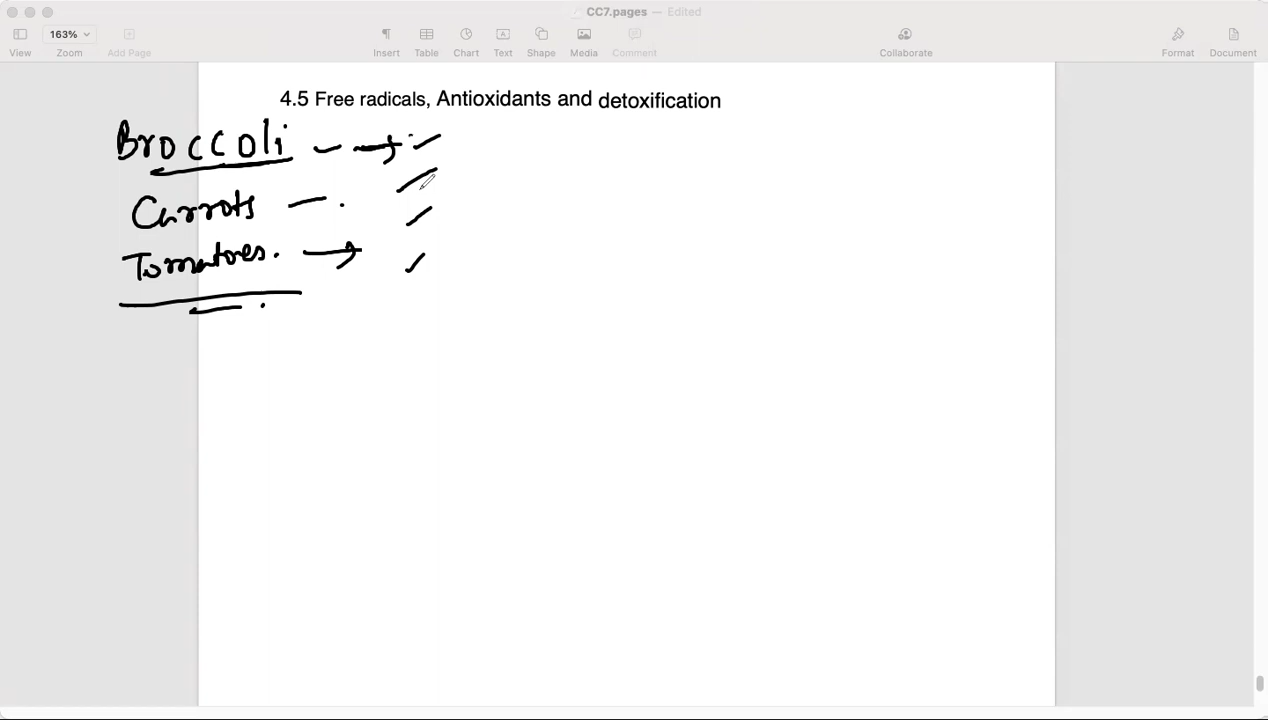 CC7.pages — Edited
163%
View Zoom Add Page Insert Table Chart Text Shape Media Comment Collaborate Format Document
4.5 Free radicals, Antioxidants and detoxification
Broccoli
Carrots
Tomatoes.